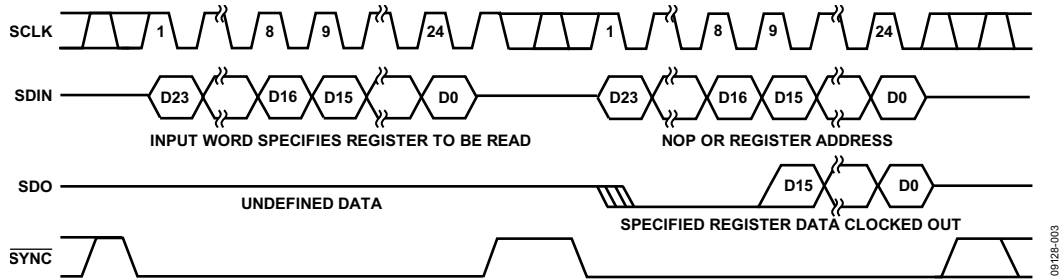 SCLK 1 8 9 24 1 8 9 24
SDIN D23 D16 D15 D0 D23 D16 D15 D0
INPUT WORD SPECIFIES REGISTER TO BE READ NOP OR REGISTER ADDRESS
SDO D15 D0
UNDEFINED DATA SPECIFIED REGISTER DATA CLOCKED OUT
SYNC
09128-003